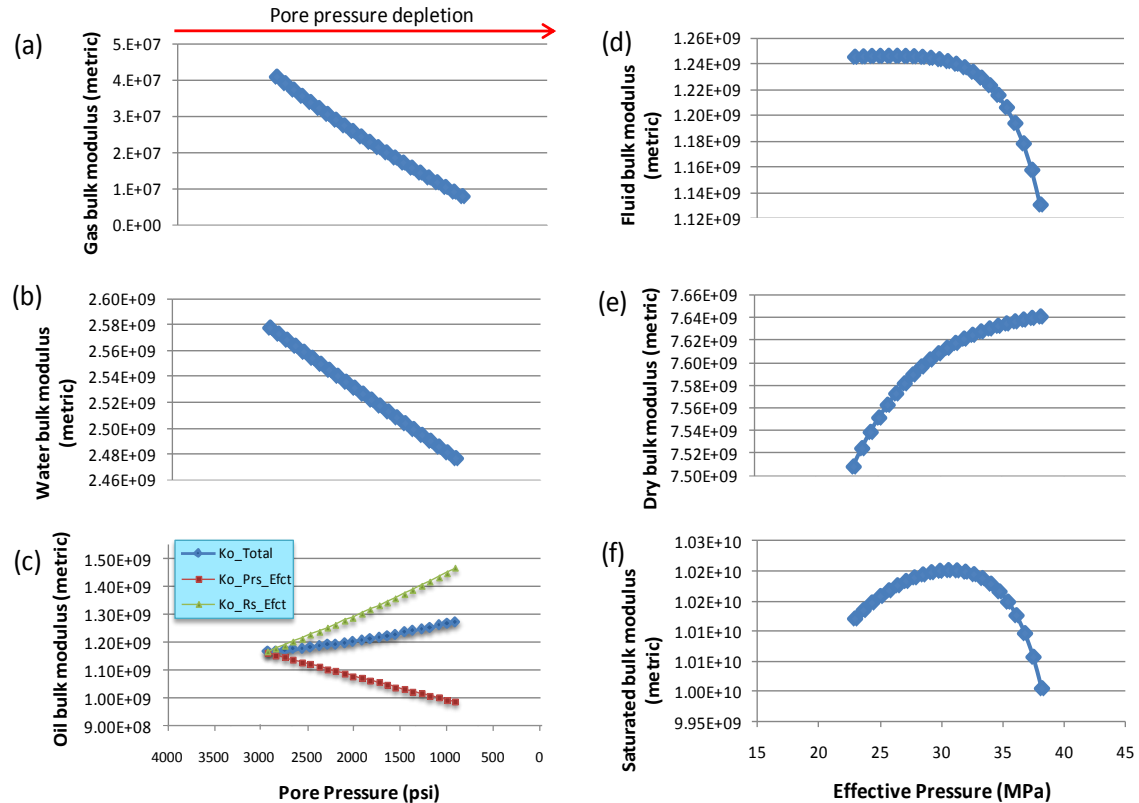 Pore pressure depletion
(a)
Gas bulk modulus (metric)
5.E+07
4.E+07
3.E+07
2.E+07
1.E+07
0.E+00
(b)
Water bulk modulus
(metric)
2.60E+09
2.58E+09
2.56E+09
2.54E+09
2.52E+09
2.50E+09
2.48E+09
2.46E+09
(c)
Oil bulk modulus (metric)
1.50E+09
1.40E+09
1.30E+09
1.20E+09
1.10E+09
1.00E+09
9.00E+08
Ko_Total
Ko_Prs_Efct
Ko_Rs_Efct
4000 3500 3000 2500 2000 1500 1000 500 0
Pore Pressure (psi)
(d)
Fluid bulk modulus
(metric)
1.26E+09
1.24E+09
1.22E+09
1.20E+09
1.18E+09
1.16E+09
1.14E+09
1.12E+09
(e)
Dry bulk modulus (metric)
7.66E+09
7.64E+09
7.62E+09
7.60E+09
7.58E+09
7.56E+09
7.54E+09
7.52E+09
7.50E+09
(f)
Saturated bulk modulus
(metric)
1.03E+10
1.02E+10
1.02E+10
1.01E+10
1.01E+10
1.00E+10
9.95E+09
15 20 25 30 35 40 45
Effective Pressure (MPa)